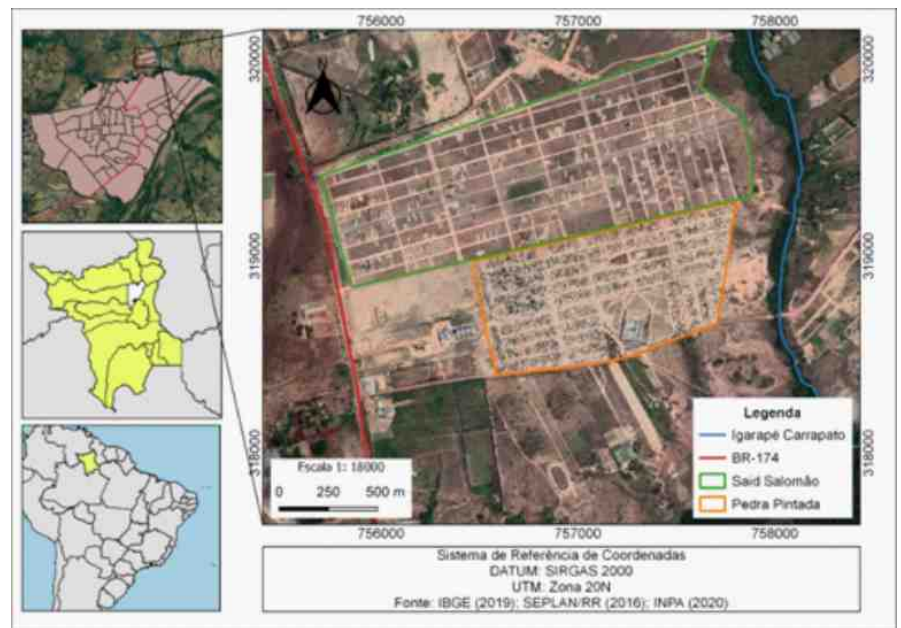 756000 757000 758000
320000 320000
319000 319000
318000 318000
Legenda
Igarapé Carrapato
BR-174
Said Salomão
Pedra Pintada
Escala 1: 18000
0 250 500 m
756000 757000 758000
Sistema de Referência de Coordenadas
DATUM: SIRGAS 2000
UTM: Zona 20N
Fonte: IBGE (2019); SEPLAN/RR (2016); INPA (2020)